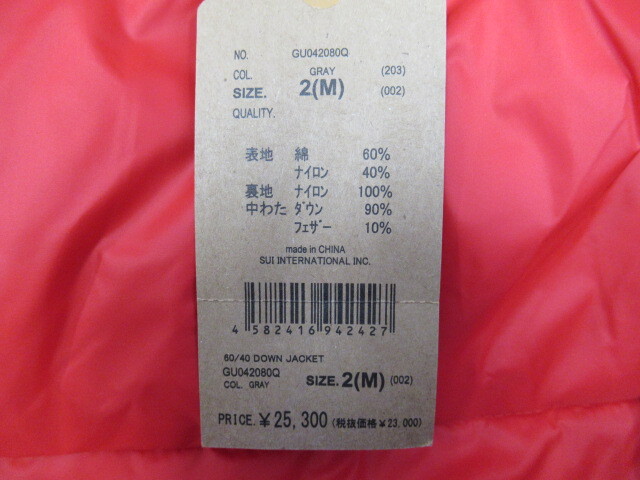 NO. GU042080Q -
COL. GRAY (203)
SIZE. 2(M) (002)
QUALITY.
表地 綿 60%
ﾅｲﾛﾝ 40%
裏地 ﾅｲﾛﾝ 100%
中わた ﾀﾞｳﾝ 90%
ﾌｪｻﾞｰ 10%
made in CHINA
SUI INTERNATIONAL INC.
4 582416 942427
60/40 DOWN JACKET
GU042080Q
COL. GRAY SIZE. 2(M) (002)
PRICE. ¥25,300 (税抜価格¥23,000)